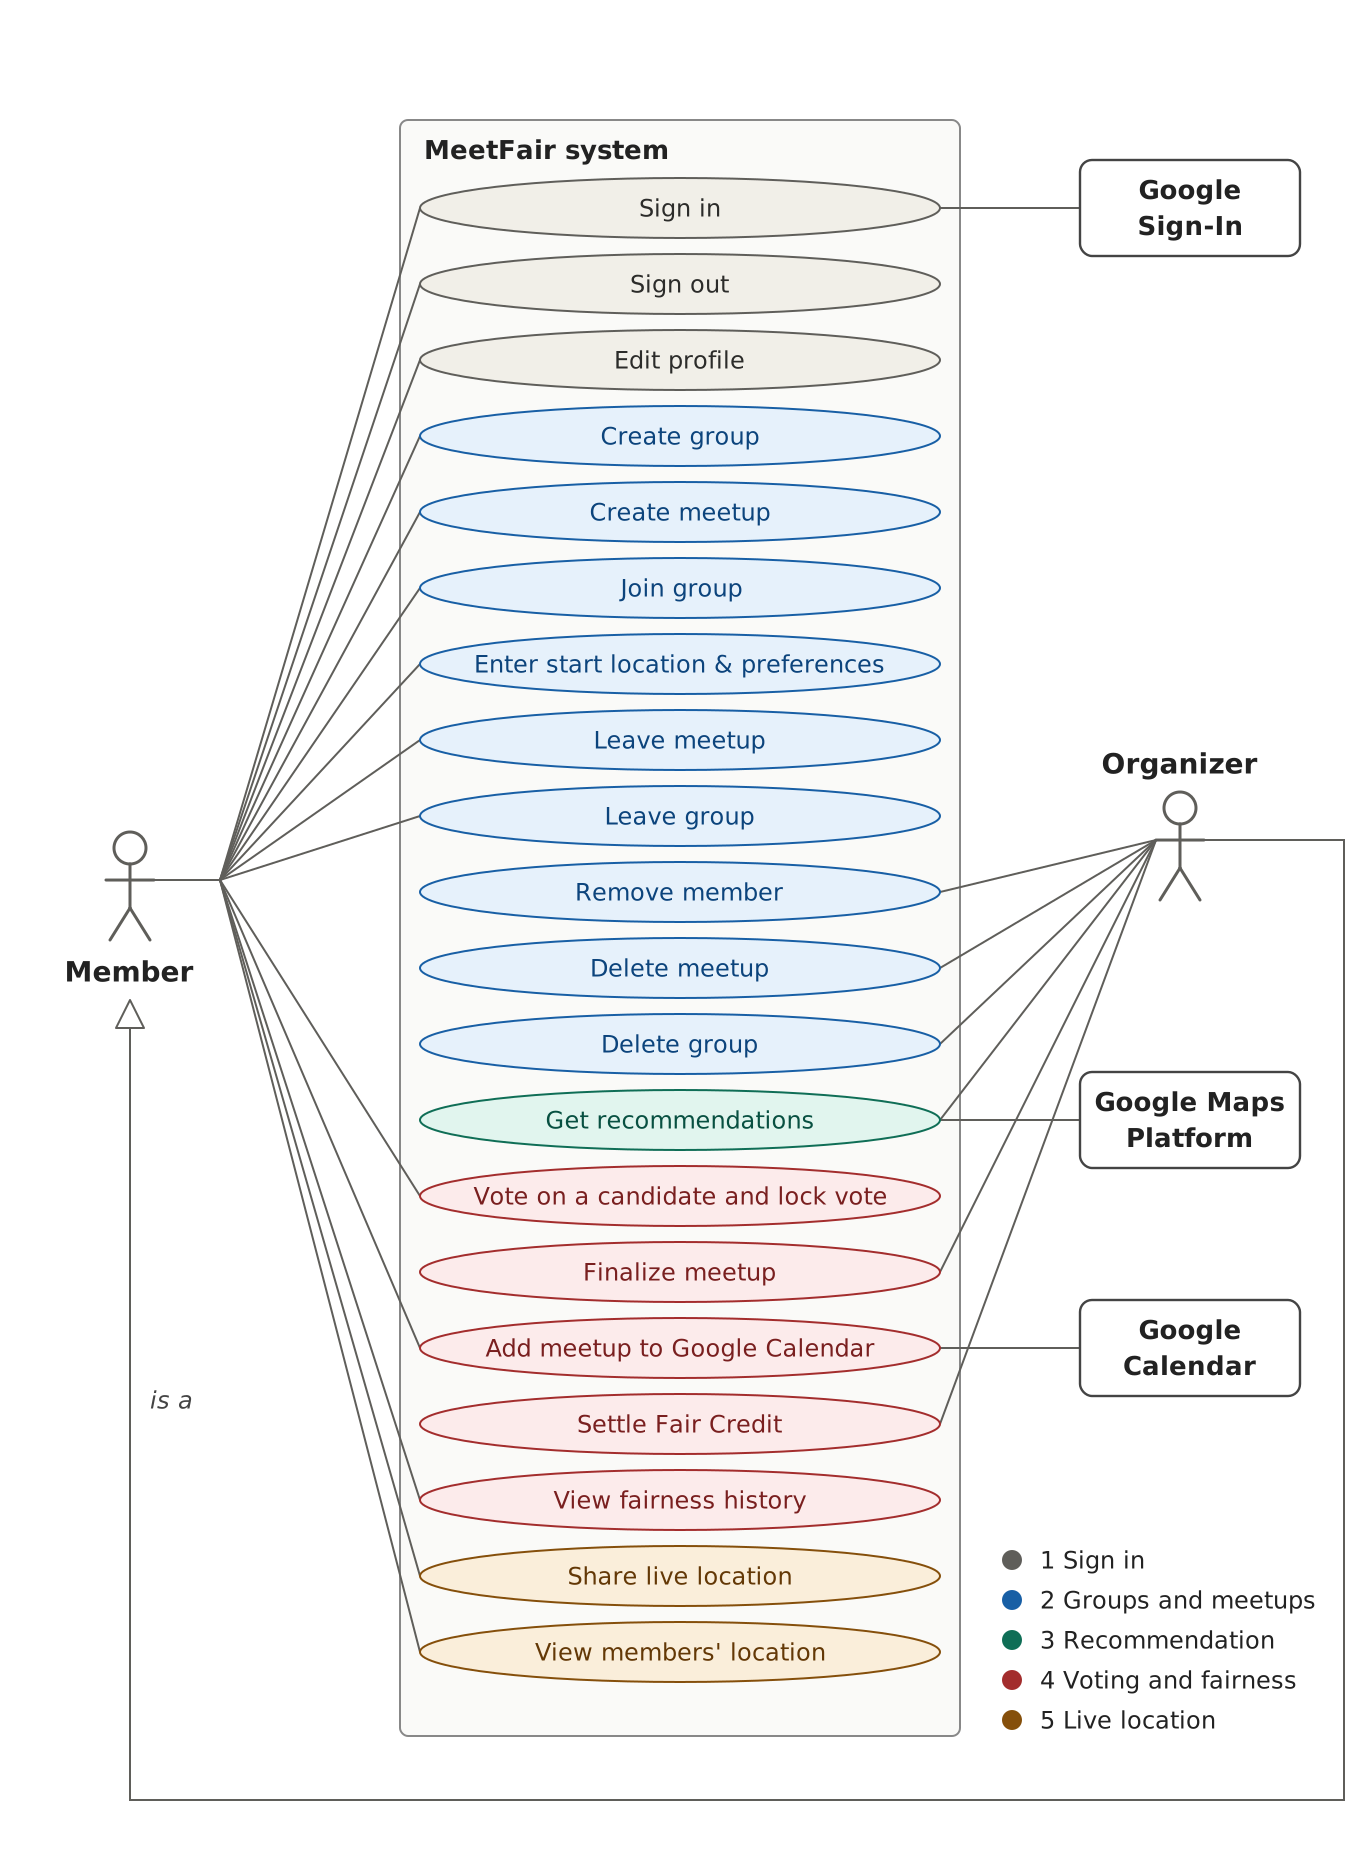 MeetFair system
Sign in
Google
Sign-In
Sign out
Edit profile
Create group
Create meetup
Join group
Enter start location & preferences
Leave meetup
Organizer
Leave group
Remove member
Member
Delete meetup
Delete group
Get recommendations
Google Maps
Platform
Vote on a candidate and lock vote
Finalize meetup
Add meetup to Google Calendar
Google
Calendar
is a
Settle Fair Credit
View fairness history
Share live location
View members' location
1 Sign in
2 Groups and meetups
3 Recommendation
4 Voting and fairness
5 Live location